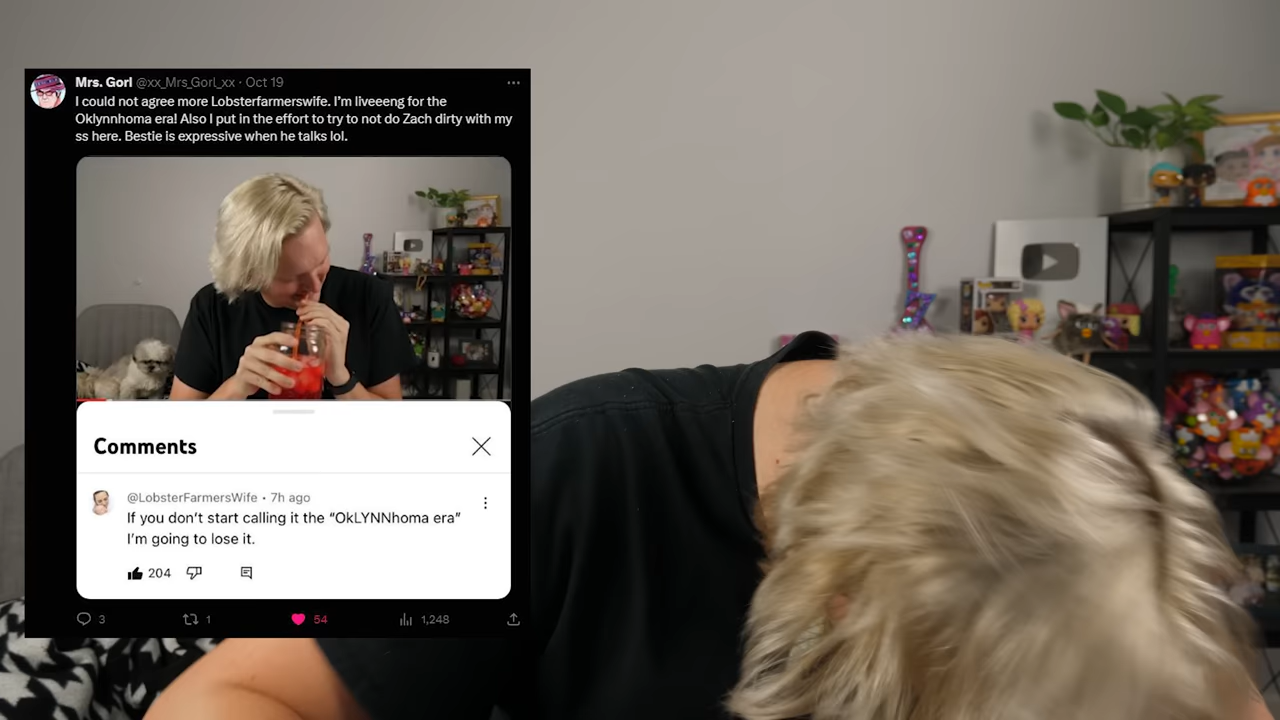 Mrs. Gorl @xx_Mrs_Gorl_xx · Oct 19
I could not agree more Lobsterfarmerswife. I'm liveeeng for the
Oklynnhoma era! Also I put in the effort to try to not do Zach dirty with my
ss here. Bestie is expressive when he talks lol.
Comments
@LobsterFarmersWife · 7h ago
If you don't start calling it the “OkLYNNhoma era”
I'm going to lose it.
204
3 1 54 1,248